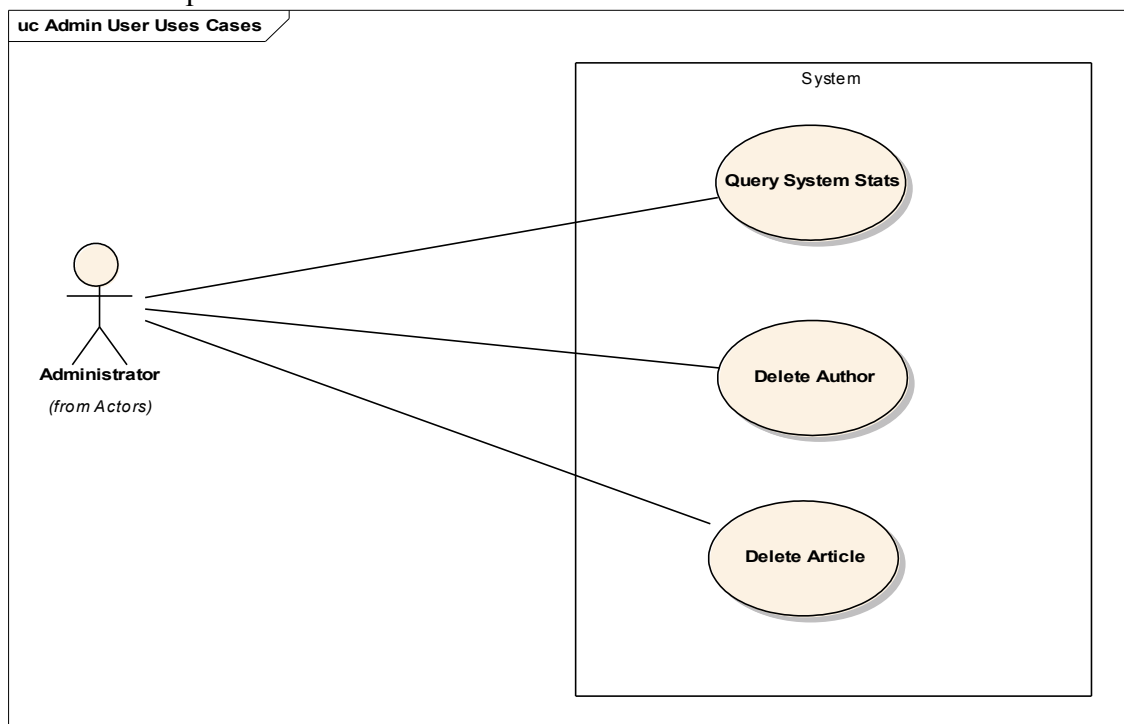 uc Admin User Uses Cases
System
Query System Stats
Administrator
(from Actors)
Delete Author
Delete Article